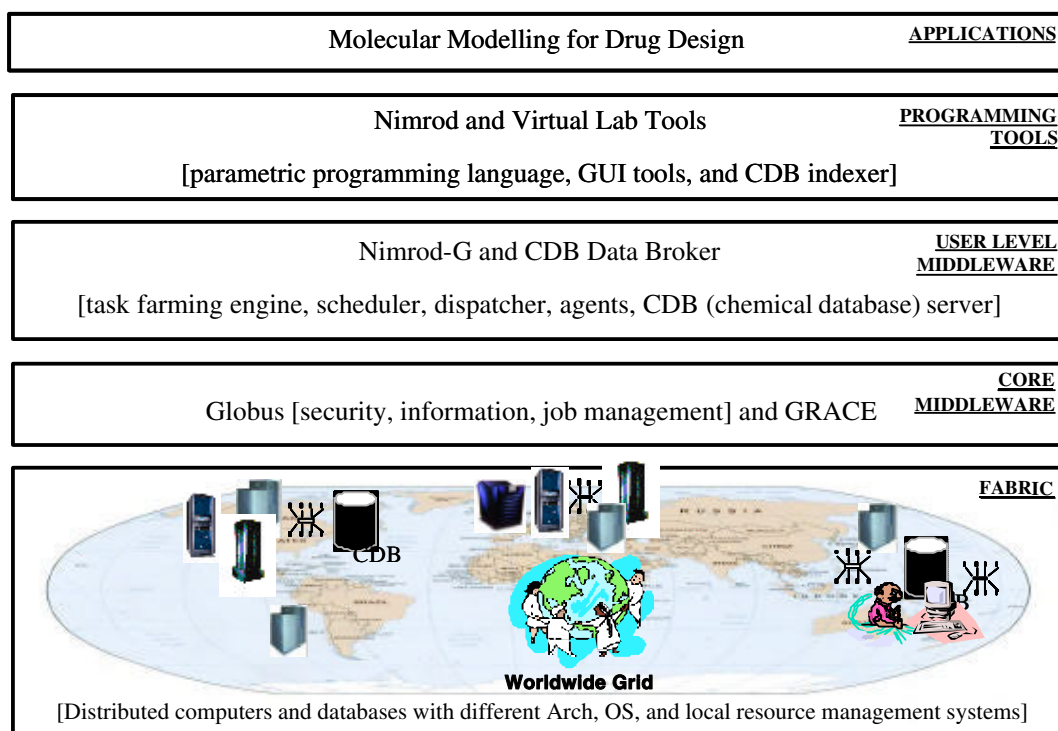 Molecular Modelling for Drug Design
APPLICATIONS
Nimrod and Virtual Lab Tools
PROGRAMMING
TOOLS
[parametric programming language, GUI tools, and CDB indexer]
Nimrod-G and CDB Data Broker
USER LEVEL
MIDDLEWARE
[task farming engine, scheduler, dispatcher, agents, CDB (chemical database) server]
CORE
MIDDLEWARE
Globus [security, information, job management] and GRACE
FABRIC
CDB
RUSSIA
Worldwide Grid
[Distributed computers and databases with different Arch, OS, and local resource management systems]